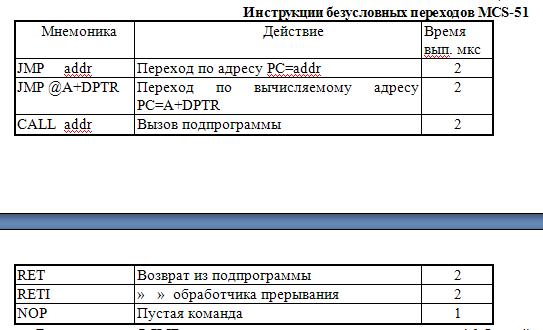 Инструкции безусловных переходов MCS-51
Мнемоника Действие Время
вып. мкс
JMP addr Переход по адресу PC=addr 2
JMP @A+DPTR Переход по вычисляемому адресу 2
PC=A+DPTR
CALL addr Вызов подпрограммы 2
RET Возврат из подпрограммы 2
RETI » » обработчика прерывания 2
NOP Пустая команда 1